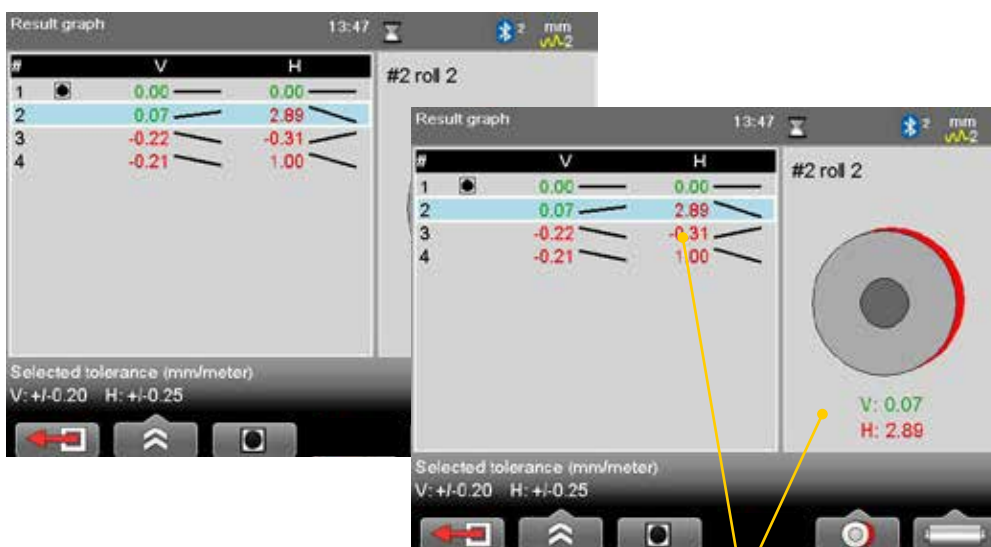 Result graph 13:47 2 mm
2
# V H
1 0.00 0.00
2 0.07 2.89
3 -0.22 -0.31
4 -0.21 1.00
#2 roll 2
Selected tolerance (mm/meter)
V: +/-0.20 H: +/-0.25
Result graph 13:47 2 mm
2
# V H
1 0.00 0.00
2 0.07 2.89
3 -0.22 -0.31
4 -0.21 1.00
#2 roll 2
V: 0.07
H: 2.89
Selected tolerance (mm/meter)
V: +/-0.20 H: +/-0.25